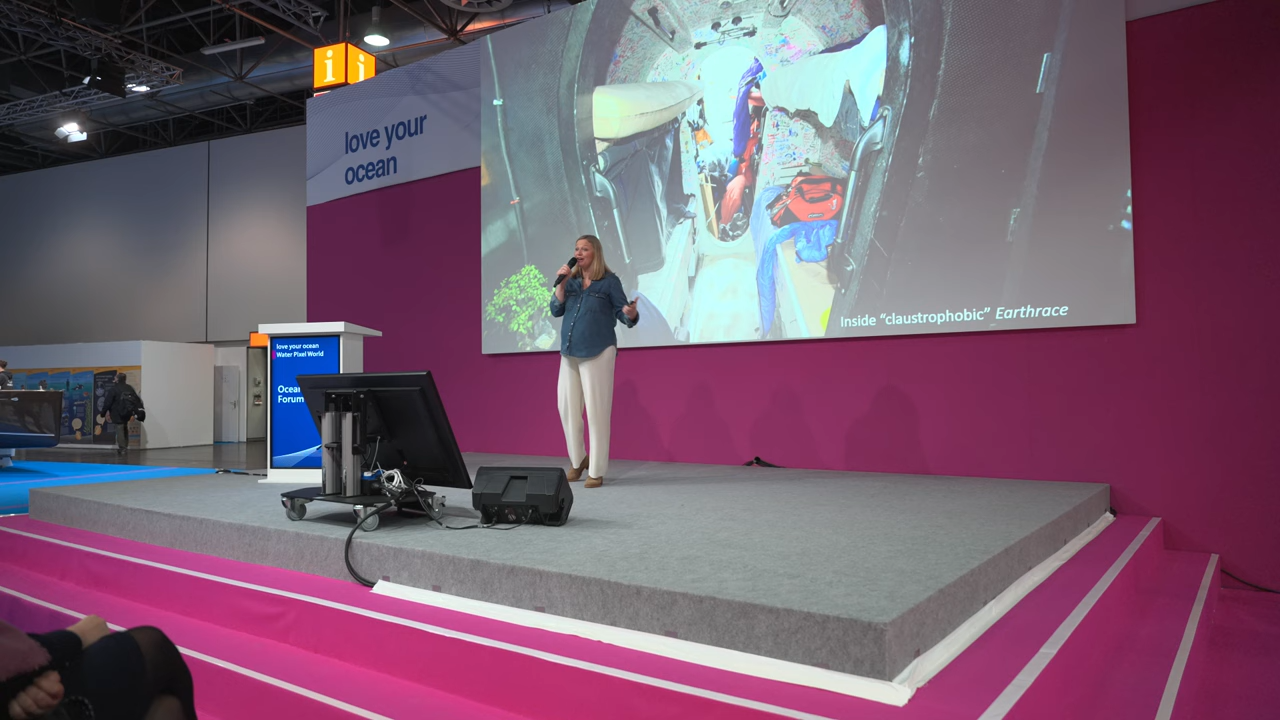 i i
love your
ocean
Inside “claustrophobic” Earthrace
love your ocean
Water Pixel World
Ocean
Forum